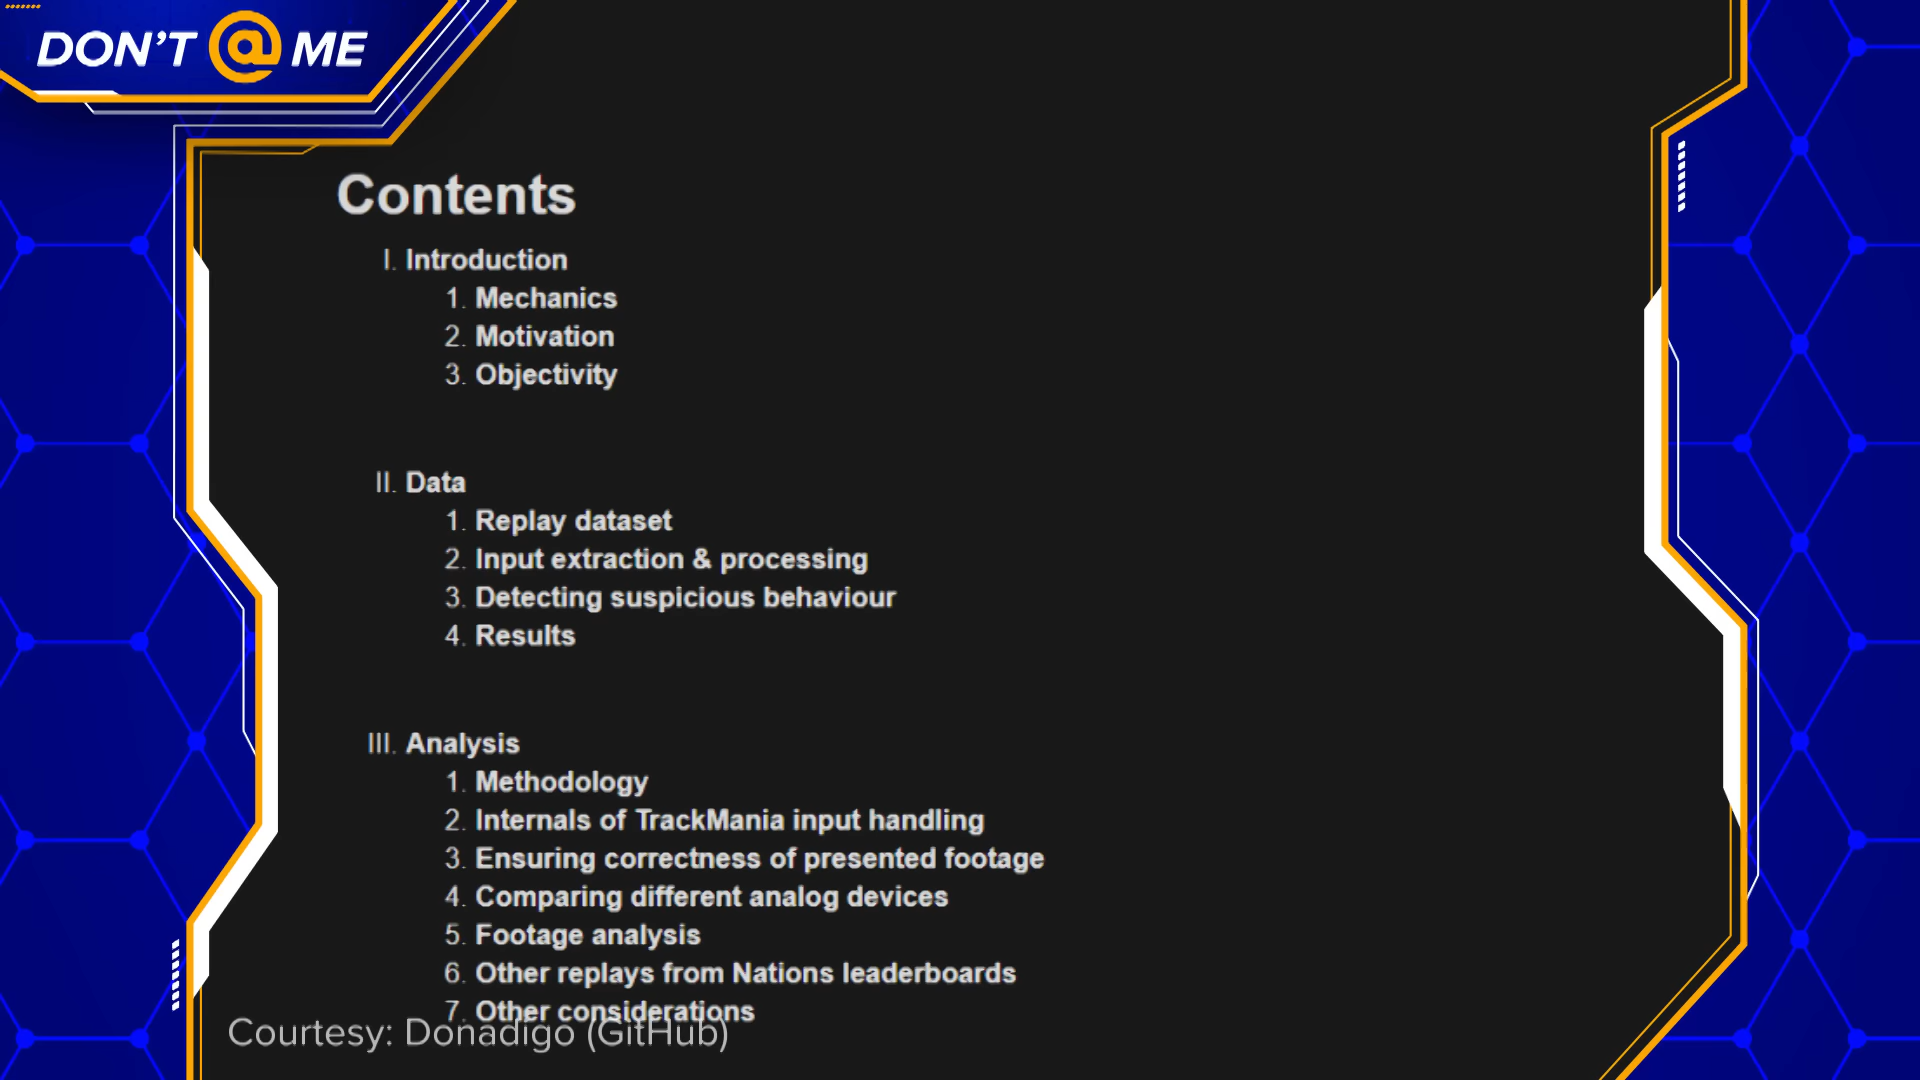 DON'T @ ME
Contents
I. Introduction
1. Mechanics
2. Motivation
3. Objectivity
II. Data
1. Replay dataset
2. Input extraction & processing
3. Detecting suspicious behaviour
4. Results
III. Analysis
1. Methodology
2. Internals of TrackMania input handling
3. Ensuring correctness of presented footage
4. Comparing different analog devices
5. Footage analysis
6. Other replays from Nations leaderboards
7. Other considerations
Courtesy: Donadigo (GitHub)